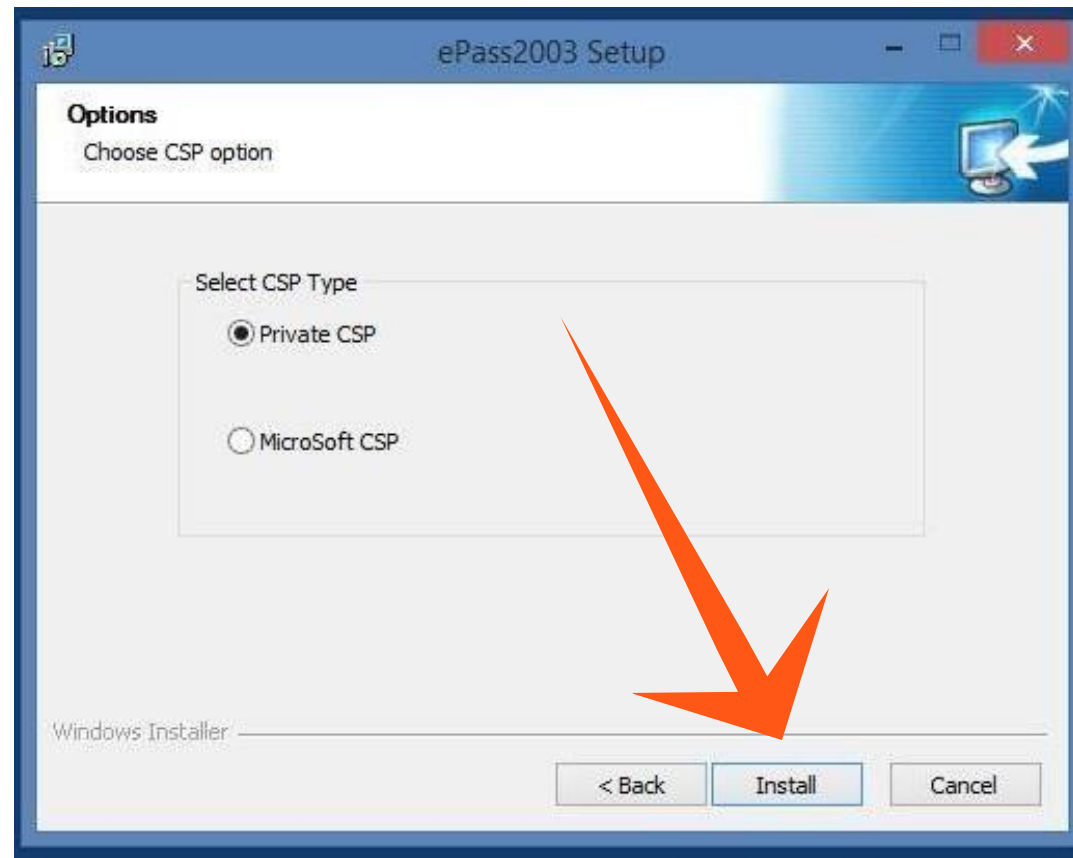 ePass2003 Setup
Options
Choose CSP option
Select CSP Type
Private CSP
MicroSoft CSP
Windows Installer
< Back Install Cancel